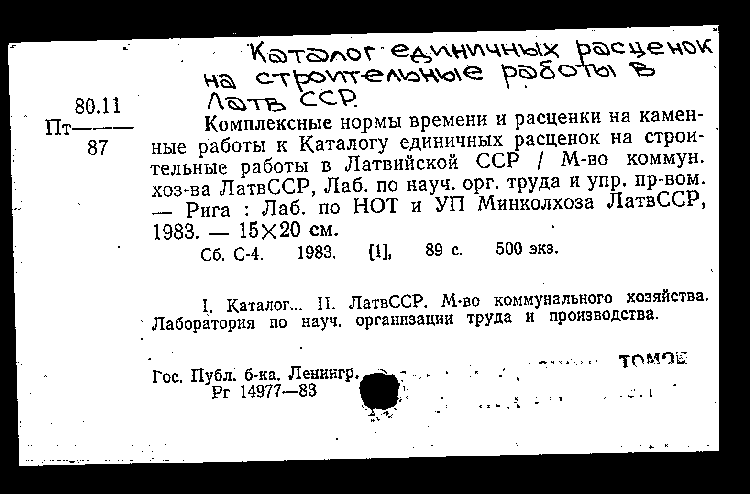 Каталог единичных расценок
на строительные работы в
Латв ССР.
80.11
Пт
87
Комплексные нормы времени и расценки на камен-
ные работы к Каталогу единичных расценок на строи-
тельные работы в Латвийской ССР / М-во коммун.
хоз-ва ЛатвССР, Лаб. по науч. орг. труда и упр. пр-вом.
— Рига : Лаб. по НОТ и УП Минколхоза ЛатвССР,
1983. — 15×20 см.
Сб. С-4. 1983. [1], 89 с. 500 экз.
I. Каталог... II. ЛатвССР. М-во коммунального хозяйства.
Лаборатория по науч. организации труда и производства.
Гос. Публ. б-ка. Ленингр.
Рг 14977—83